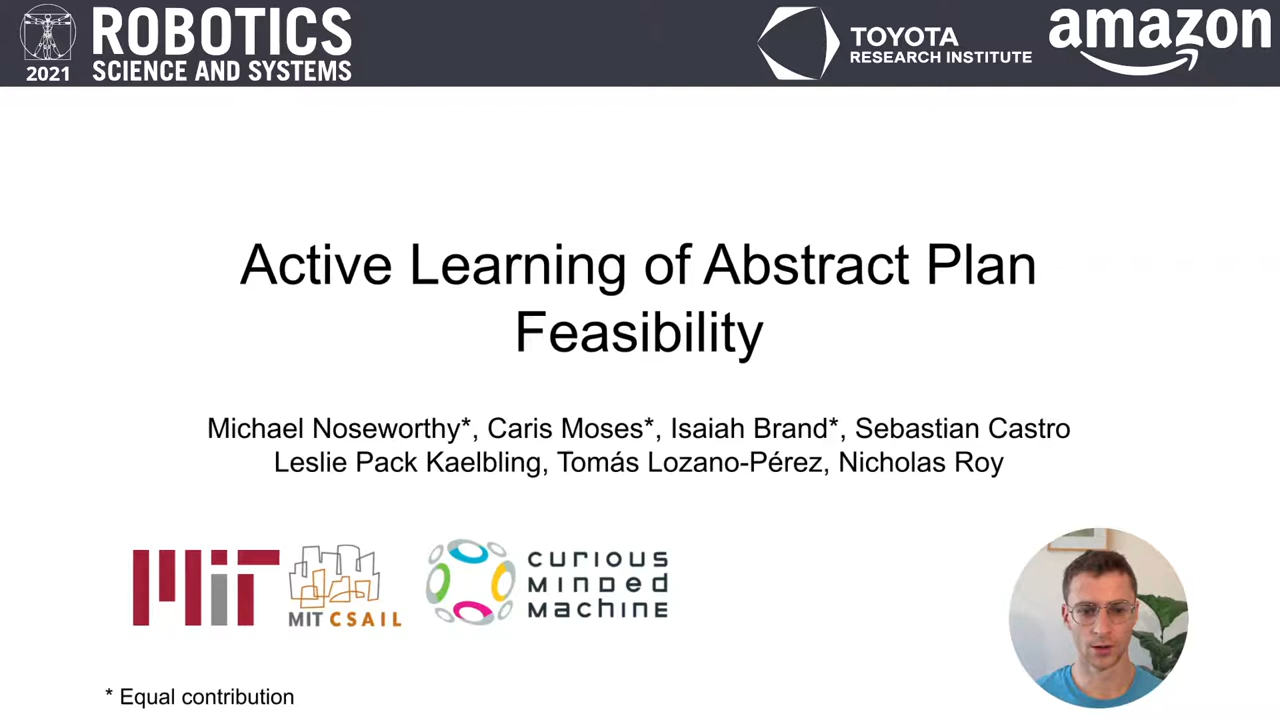 ROBOTICS
2021 SCIENCE AND SYSTEMS
TOYOTA
RESEARCH INSTITUTE
amazon
Active Learning of Abstract Plan
Feasibility
Michael Noseworthy*, Caris Moses*, Isaiah Brand*, Sebastian Castro
Leslie Pack Kaelbling, Tomás Lozano-Pérez, Nicholas Roy
MIT
MIT CSAIL
CURIOUS
MINDED
MACHINE
* Equal contribution